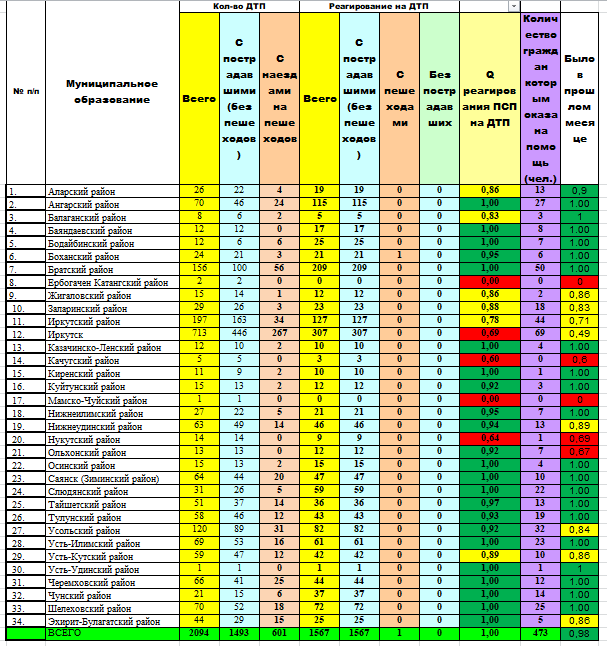 Кол-во ДТП Реагирование на ДТП
№ п/п Муниципальное образование Всего С пострадавшими (без пешеходов) С наездами на пешеходов Всего С пострадавшими (без пешеходов) С пешеходами Без пострадавших Q реагирования ПСП на ДТП Количество граждан которым оказана помощь (чел.) Было в прошлом месяце
1. Аларский район 26 22 4 19 19 0 0 0,86 13 0,9
2. Ангарский район 70 46 24 115 115 0 0 1,00 27 1.00
3. Балаганский район 8 6 2 5 5 0 0 0,83 3 1
4. Баяндаевский район 12 12 0 17 17 0 0 1,00 8 1.00
5. Бодайбинский район 12 6 6 25 25 0 0 1,00 7 1.00
6. Боханский район 24 21 3 21 21 1 0 0,95 6 1.00
7. Братский район 156 100 56 209 209 0 0 1,00 50 1.00
8. Ербогачен Катангский район 2 2 0 0 0 0 0 0,00 0 0
9. Жигаловский район 15 14 1 12 12 0 0 0,86 2 0,86
10. Заларинский район 29 26 3 23 23 0 0 0,88 18 0,83
11. Иркутский район 197 163 34 127 127 0 0 0,78 44 0,71
12. Иркутск 713 446 267 307 307 0 0 0,69 69 0,49
13. Казачинско-Ленский район 12 10 2 10 10 0 0 1,00 4 1.00
14. Качугский район 5 5 0 3 3 0 0 0,60 0 0,6
15. Киренский район 11 9 2 10 10 0 0 1,00 1 1.00
16. Куйтунский район 15 13 2 12 12 0 0 0,92 3 1.00
17. Мамско-Чуйский район 1 1 0 0 0 0 0 0,00 0 0
18. Нижнеилимский район 27 22 5 21 21 0 0 0,95 7 1.00
19. Нижнеудинский район 63 49 14 46 46 0 0 0,94 13 0,89
20. Нукутский район 14 14 0 9 9 0 0 0,64 1 0,69
21. Ольхонский район 13 13 0 12 12 0 0 0,92 7 0,67
22. Осинский район 15 13 2 15 15 0 0 1,00 4 1.00
23. Саянск (Зиминский район) 64 44 20 47 47 0 0 1,00 10 1.00
24. Слюдянский район 31 26 5 59 59 0 0 1,00 22 1.00
25. Тайшетский район 51 37 14 36 36 0 0 0,97 13 1.00
26. Тулунский район 58 46 12 43 43 0 0 0,93 19 1.00
27. Усольский район 120 89 31 82 82 0 0 0,92 32 0,84
28. Усть-Илимский район 69 53 16 61 61 0 0 1,00 23 1.00
29. Усть-Кутский район 59 47 12 42 42 0 0 0,89 10 0,86
30. Усть-Удинский район 1 1 0 1 1 0 0 1,00 1 1
31. Черемховский район 66 41 25 44 44 0 0 1,00 12 1.00
32. Чунский район 21 15 6 37 37 0 0 1,00 14 1.00
33. Шелеховский район 70 52 18 72 72 0 0 1,00 25 1.00
34. Эхирит-Булагатский район 44 29 15 25 25 0 0 1,00 5 0,86
ВСЕГО 2094 1493 601 1567 1567 1 0 1,00 473 0,98